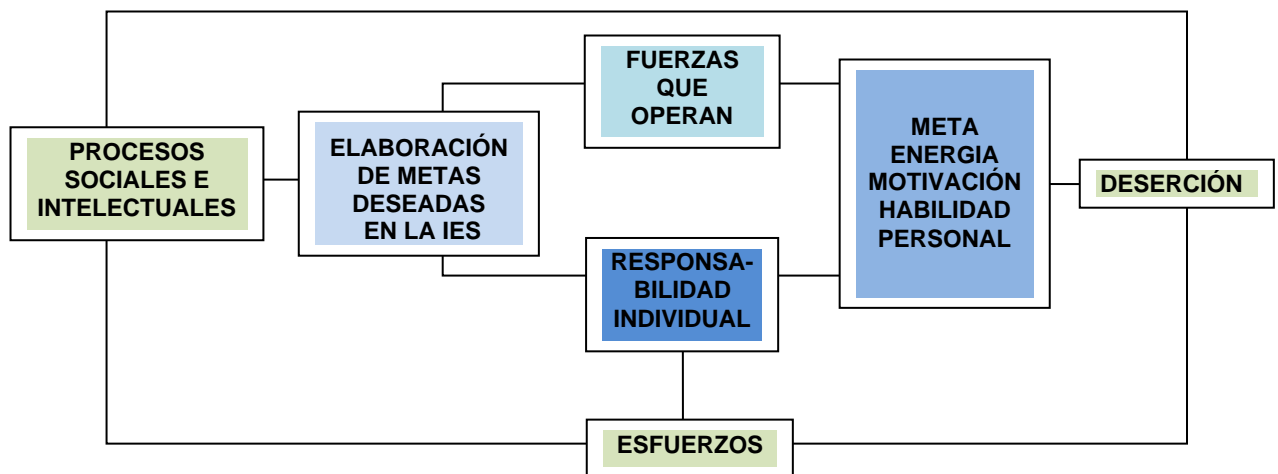 PROCESOS
SOCIALES E
INTELECTUALES
ELABORACIÓN
DE METAS
DESEADAS
EN LA IES
FUERZAS
QUE
OPERAN
RESPONSA-
BILIDAD
INDIVIDUAL
META
ENERGIA
MOTIVACIÓN
HABILIDAD
PERSONAL
DESERCIÓN
ESFUERZOS